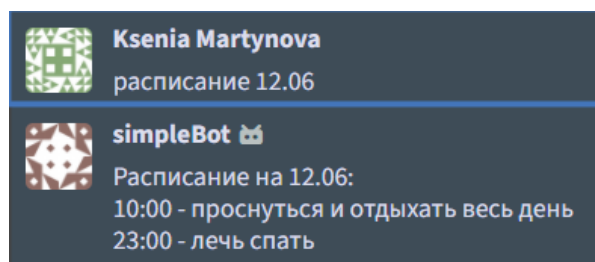 Ksenia Martynova
расписание 12.06
simpleBot
Расписание на 12.06:
10:00 - проснуться и отдыхать весь день
23:00 - лечь спать